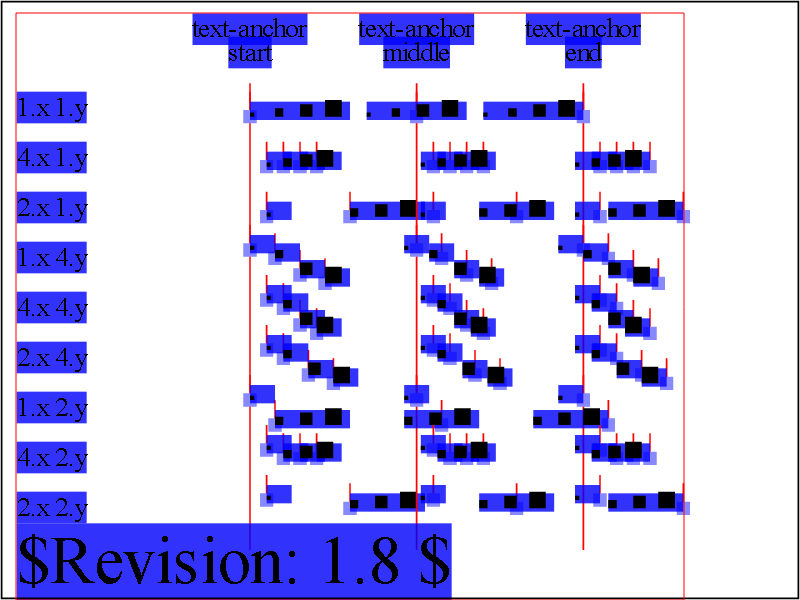 text-anchor text-anchor text-anchor
start middle end
1.x 1.y
4.x 1.y
2.x 1.y
1.x 4.y
4.x 4.y
2.x 4.y
1.x 2.y
4.x 2.y
2.x 2.y
$Revision: 1.8 $